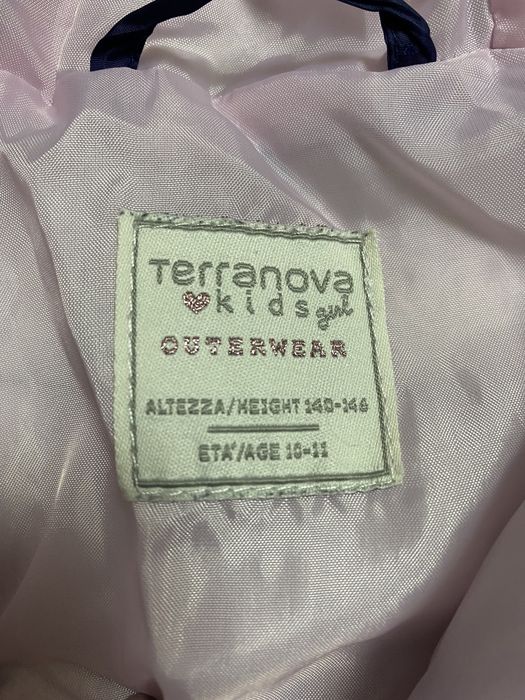 Terranova
kids girl
OUTERWEAR
ALTEZZA/HEIGHT 140-146
ETA'/AGE 10-11